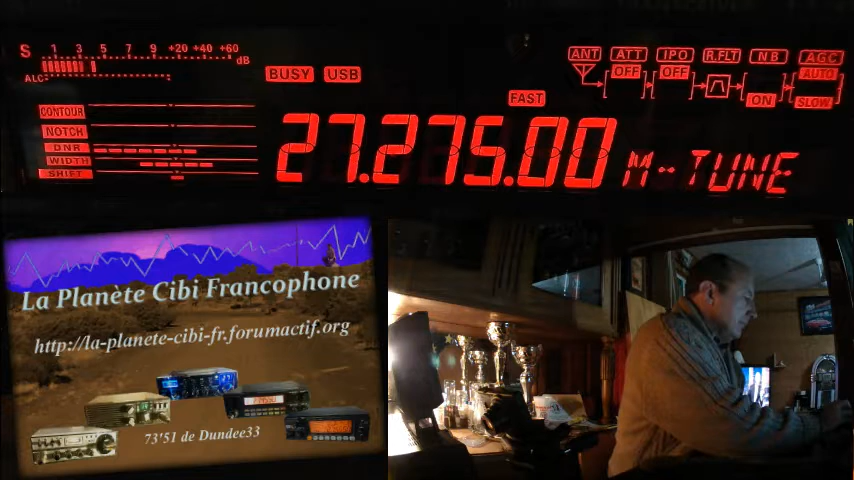 S 1 3 5 7 9 +20 +40 +60 dB
ALC
BUSY USB
ANT ATT IPO R.FLT NB AGC
OFF OFF AUTO
ON SLOW
FAST
CONTOUR
NOTCH
DNR
WIDTH
SHIFT
27.275.00 M-TUNE
La Planète Cibi Francophone
http://la-planete-cibi-fr.forumactif.org
73'51 de Dundee33